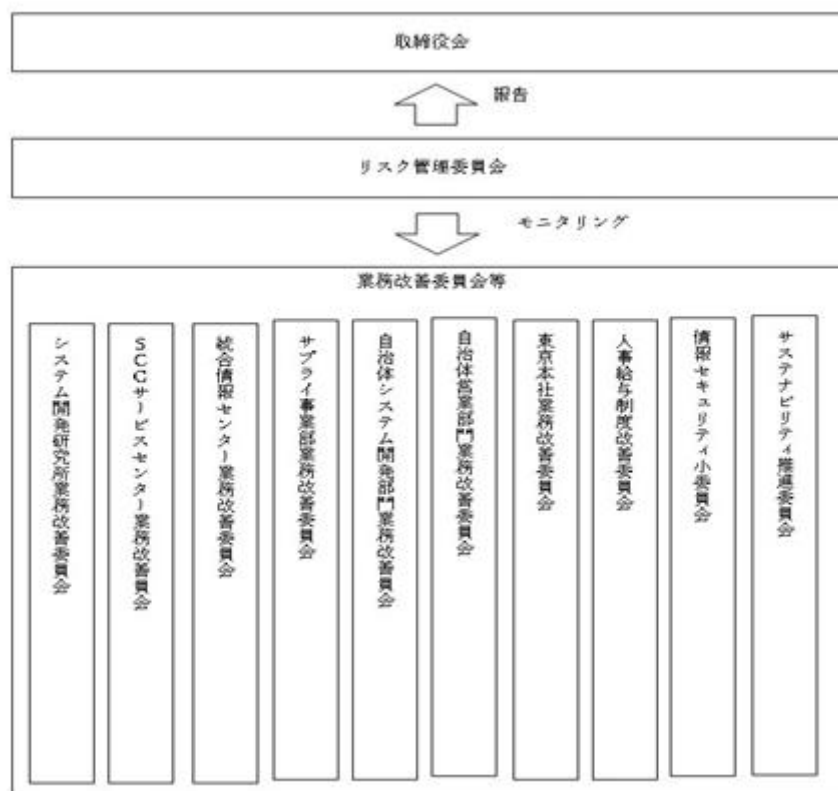 取締役会
報告
リスク管理委員会
モニタリング
業務改善委員会等
システム開発研究所業務改善委員会
SCGサービスセンター業務改善委員会
統合情報センター業務改善委員会
サプライ事業部業務改善委員会
自治体システム開発部門業務改善委員会
自治体営業部門業務改善委員会
東京本社業務改善委員会
人事給与制度改善委員会
情報セキュリティ小委員会
サステナビリティ推進委員会